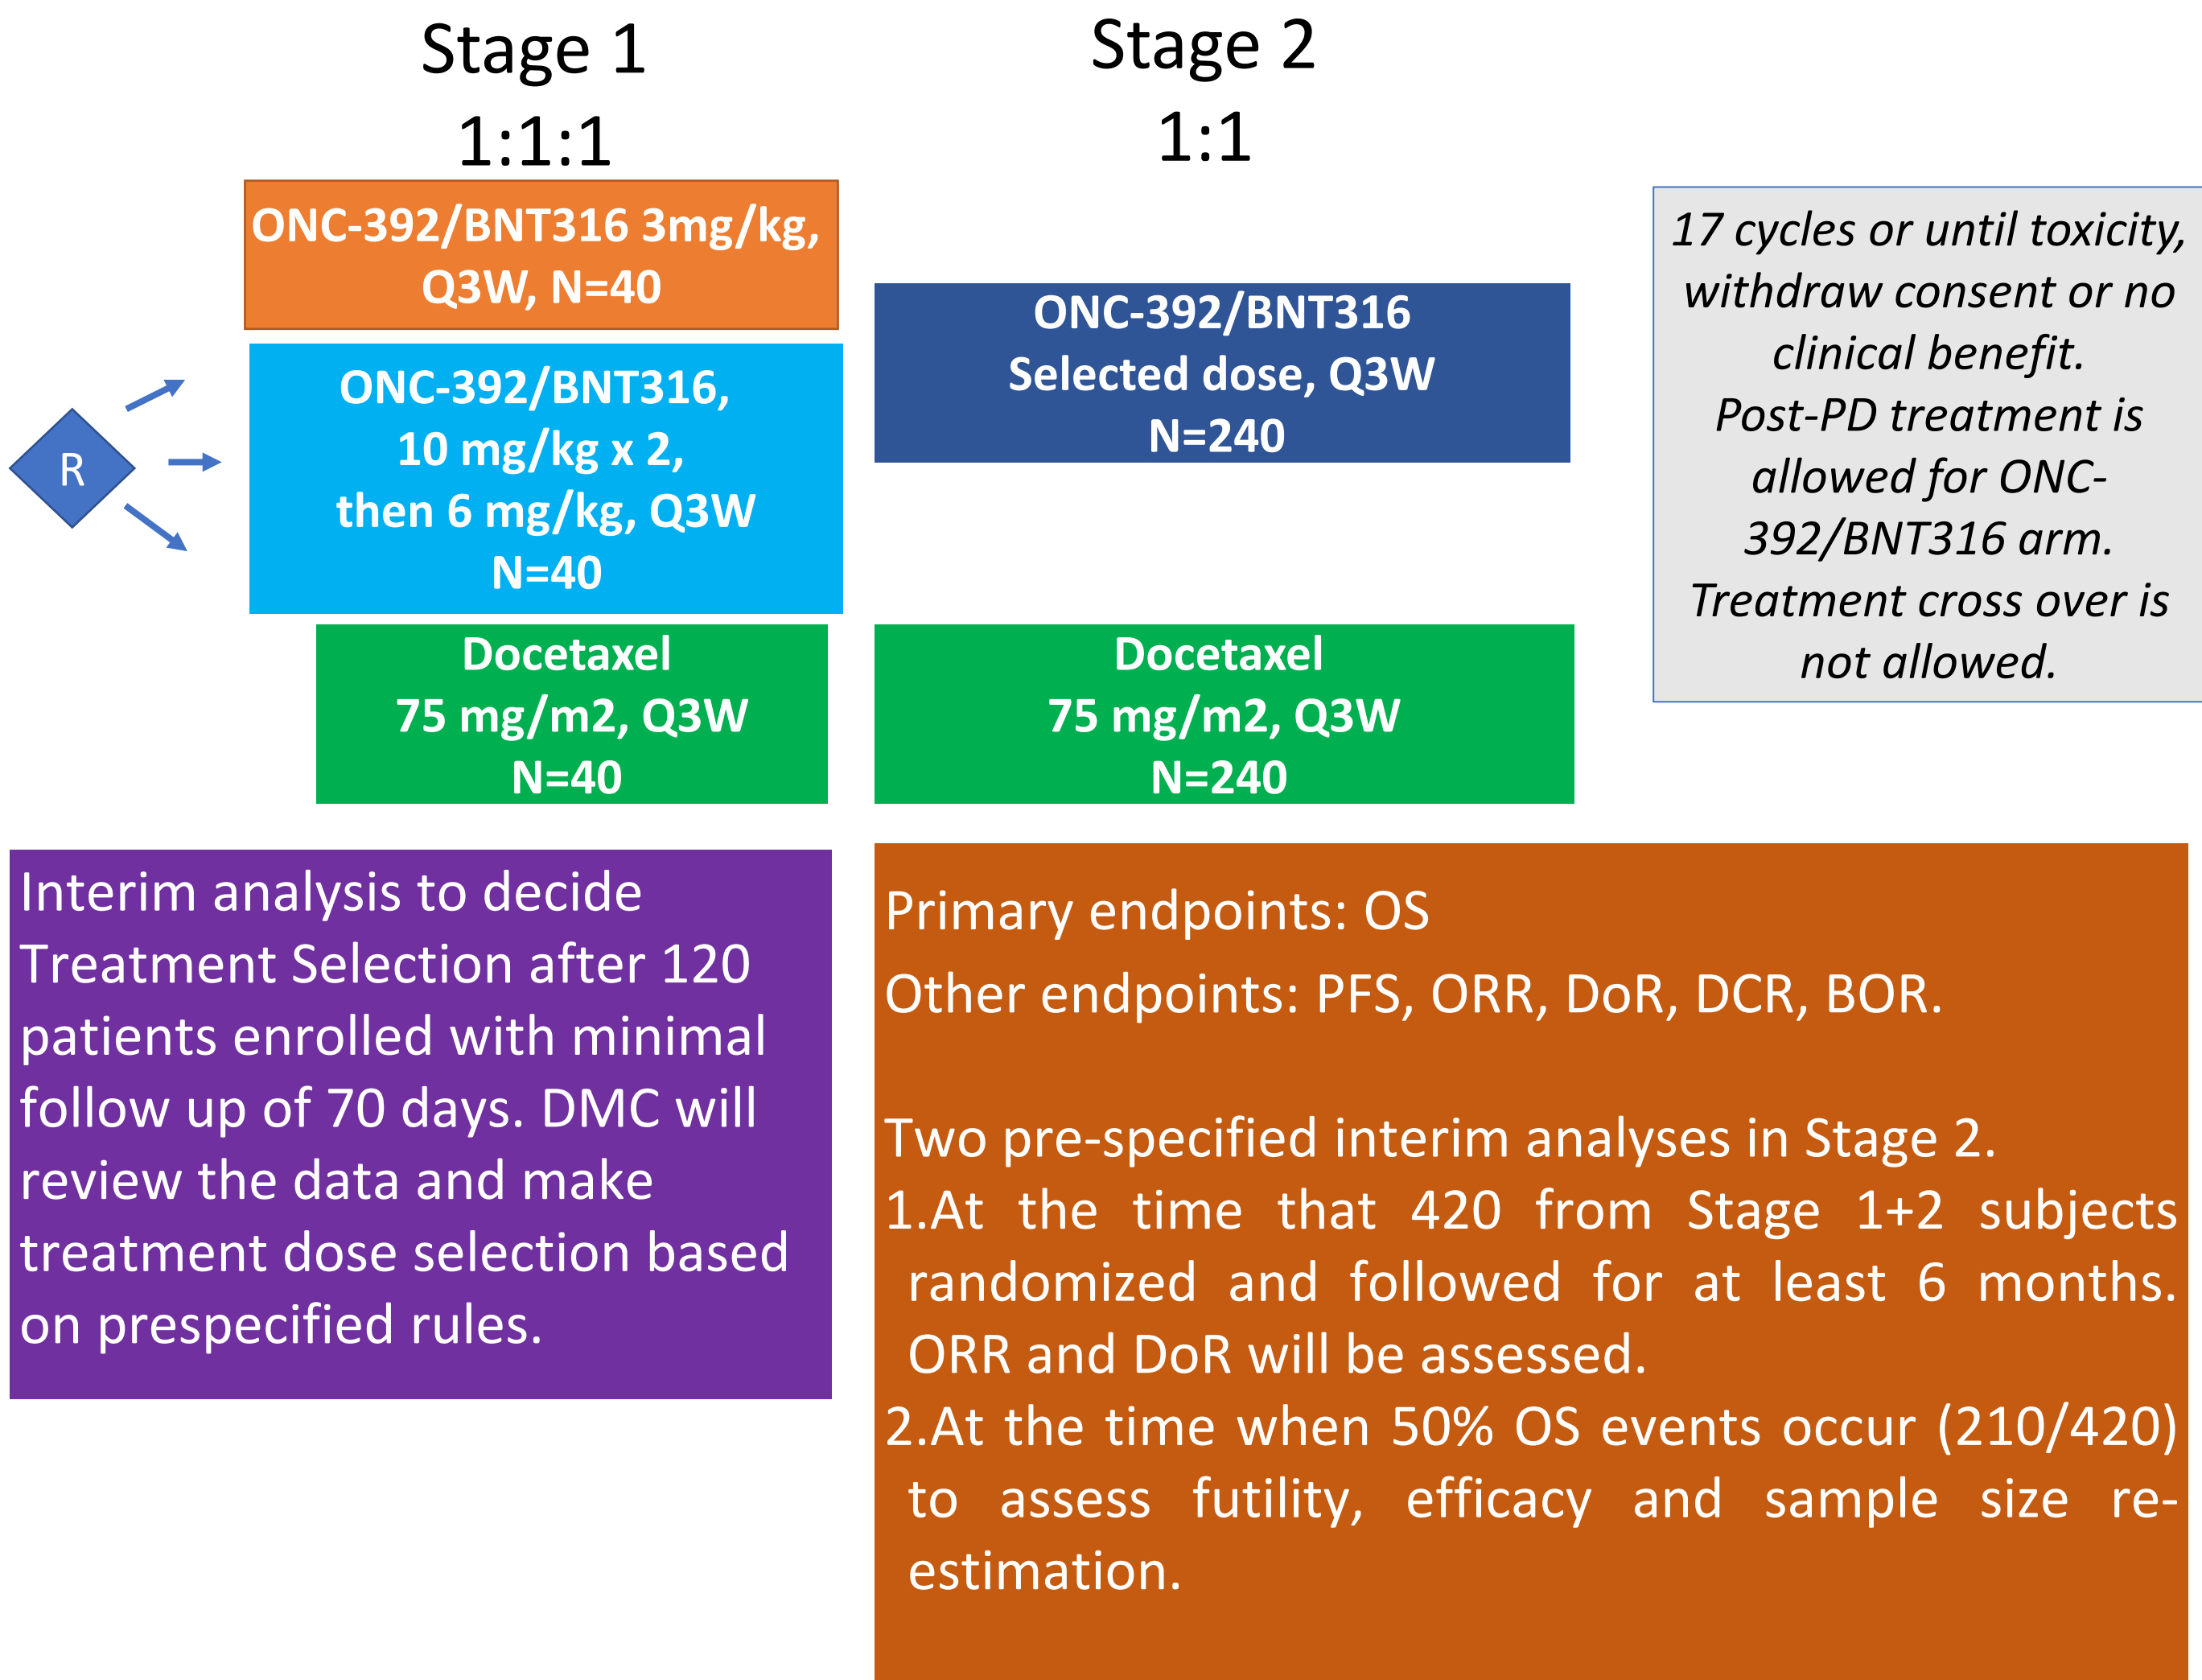 Stage 1
1:1:1
Stage 2
1:1
R
ONC-392/BNT316 3mg/kg,
Q3W, N=40
ONC-392/BNT316,
10 mg/kg x 2,
then 6 mg/kg, Q3W
N=40
Docetaxel
75 mg/m2, Q3W
N=40
ONC-392/BNT316
Selected dose, Q3W
N=240
Docetaxel
75 mg/m2, Q3W
N=240
17 cycles or until toxicity,
withdraw consent or no
clinical benefit.
Post-PD treatment is
allowed for ONC-
392/BNT316 arm.
Treatment cross over is
not allowed.
Interim analysis to decide
Treatment Selection after 120
patients enrolled with minimal
follow up of 70 days. DMC will
review the data and make
treatment dose selection based
on prespecified rules.
Primary endpoints: OS
Other endpoints: PFS, ORR, DoR, DCR, BOR.
Two pre-specified interim analyses in Stage 2.
1.At the time that 420 from Stage 1+2 subjects
randomized and followed for at least 6 months.
ORR and DoR will be assessed.
2.At the time when 50% OS events occur (210/420)
to assess futility, efficacy and sample size re-
estimation.